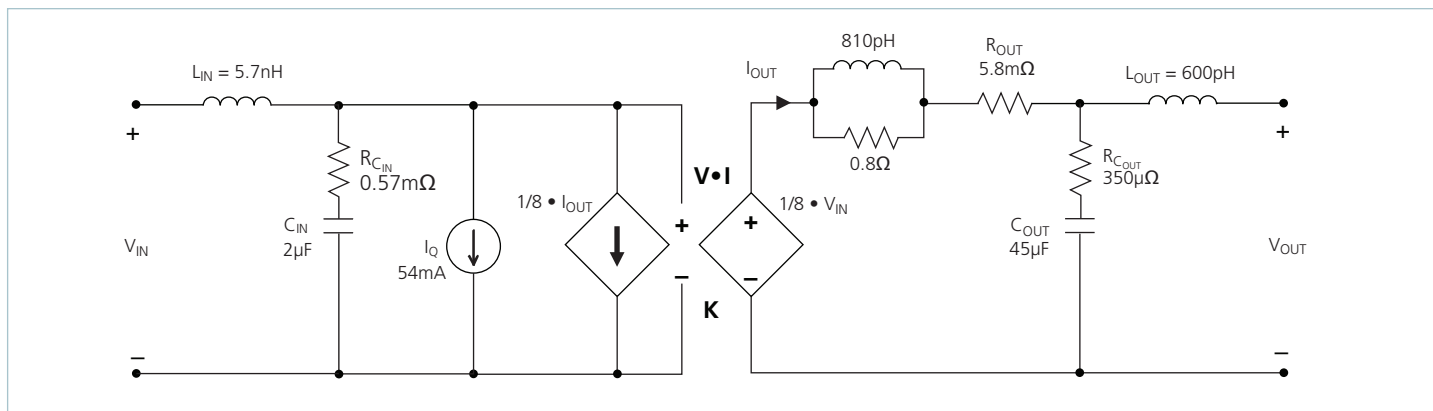 L_IN = 5.7nH
+
–
V_IN
R_C_IN
0.57mΩ
C_IN
2µF
I_Q
54mA
1/8 • I_OUT
V•I
+
–
K
1/8 • V_IN
+
–
I_OUT
810pH
0.8Ω
R_OUT
5.8mΩ
L_OUT = 600pH
R_C_OUT
350µΩ
C_OUT
45µF
+
–
V_OUT